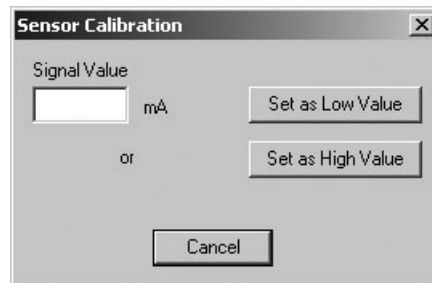 Sensor Calibration
Signal Value
mA
Set as Low Value
or
Set as High Value
Cancel